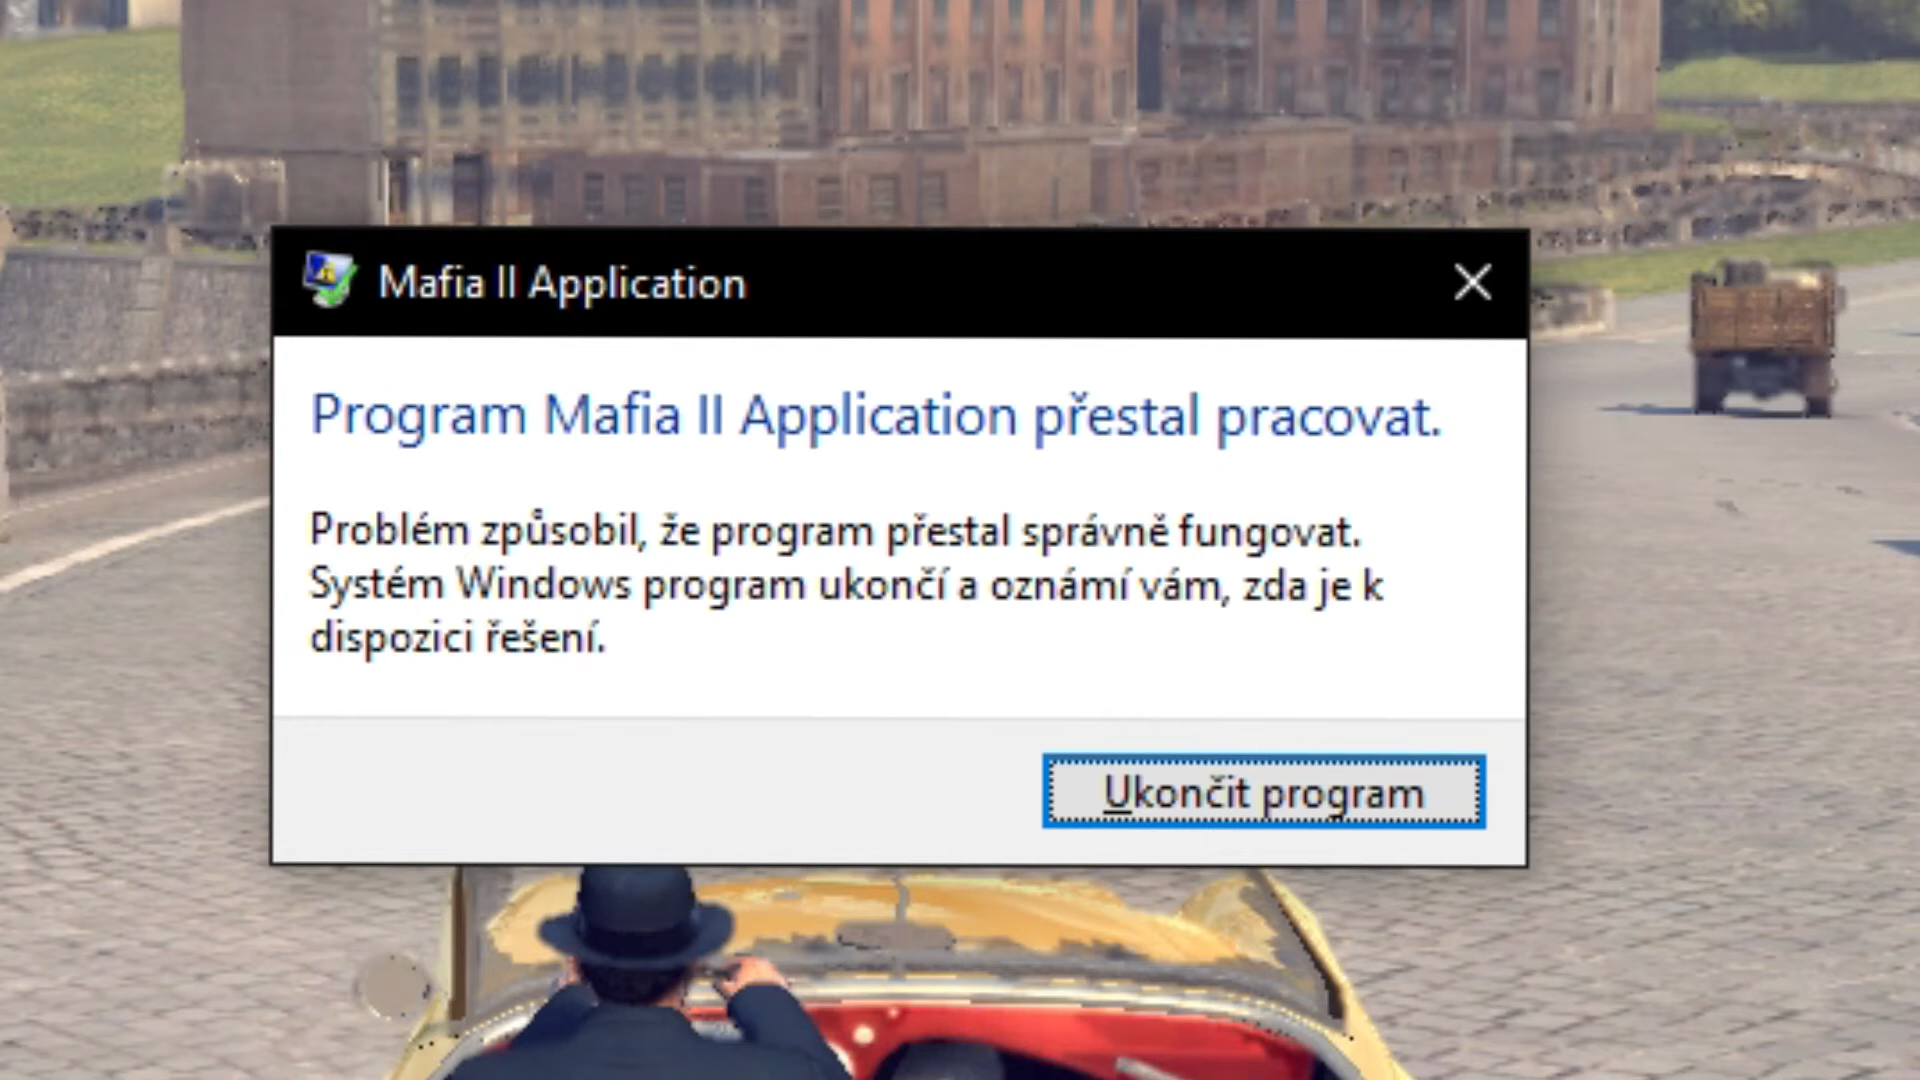 Mafia II Application
Program Mafia II Application přestal pracovat.
Problém způsobil, že program přestal správně fungovat.
Systém Windows program ukončí a oznámí vám, zda je k
dispozici řešení.
Ukončit program